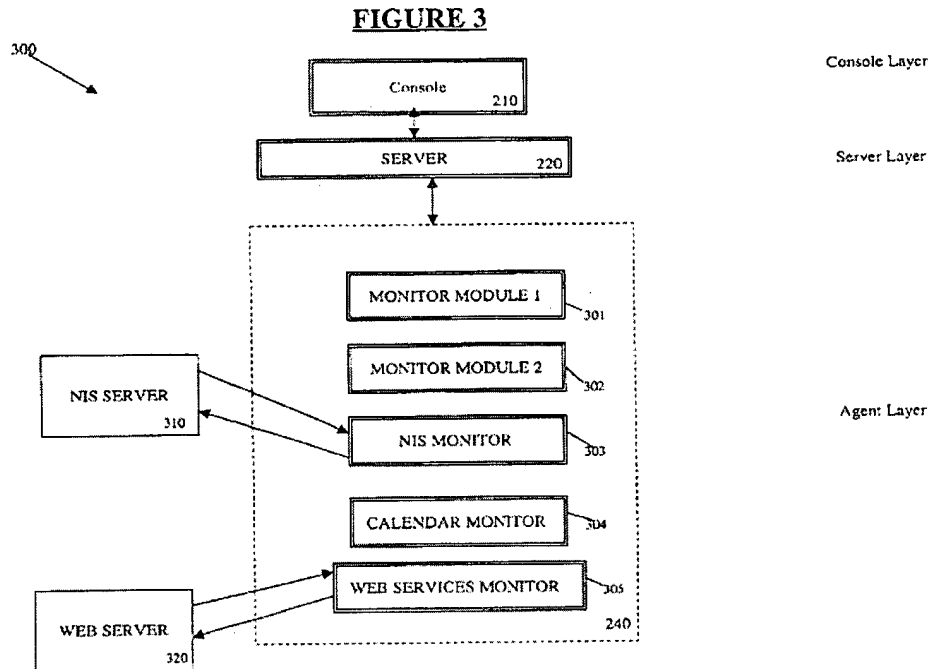 FIGURE 3
300
Console Layer
Console
210
SERVER
220
Server Layer
MONITOR MODULE 1
301
MONITOR MODULE 2
302
NIS SERVER
310
NIS MONITOR
303
Agent Layer
CALENDAR MONITOR
304
WEB SERVICES MONITOR
305
240
WEB SERVER
320